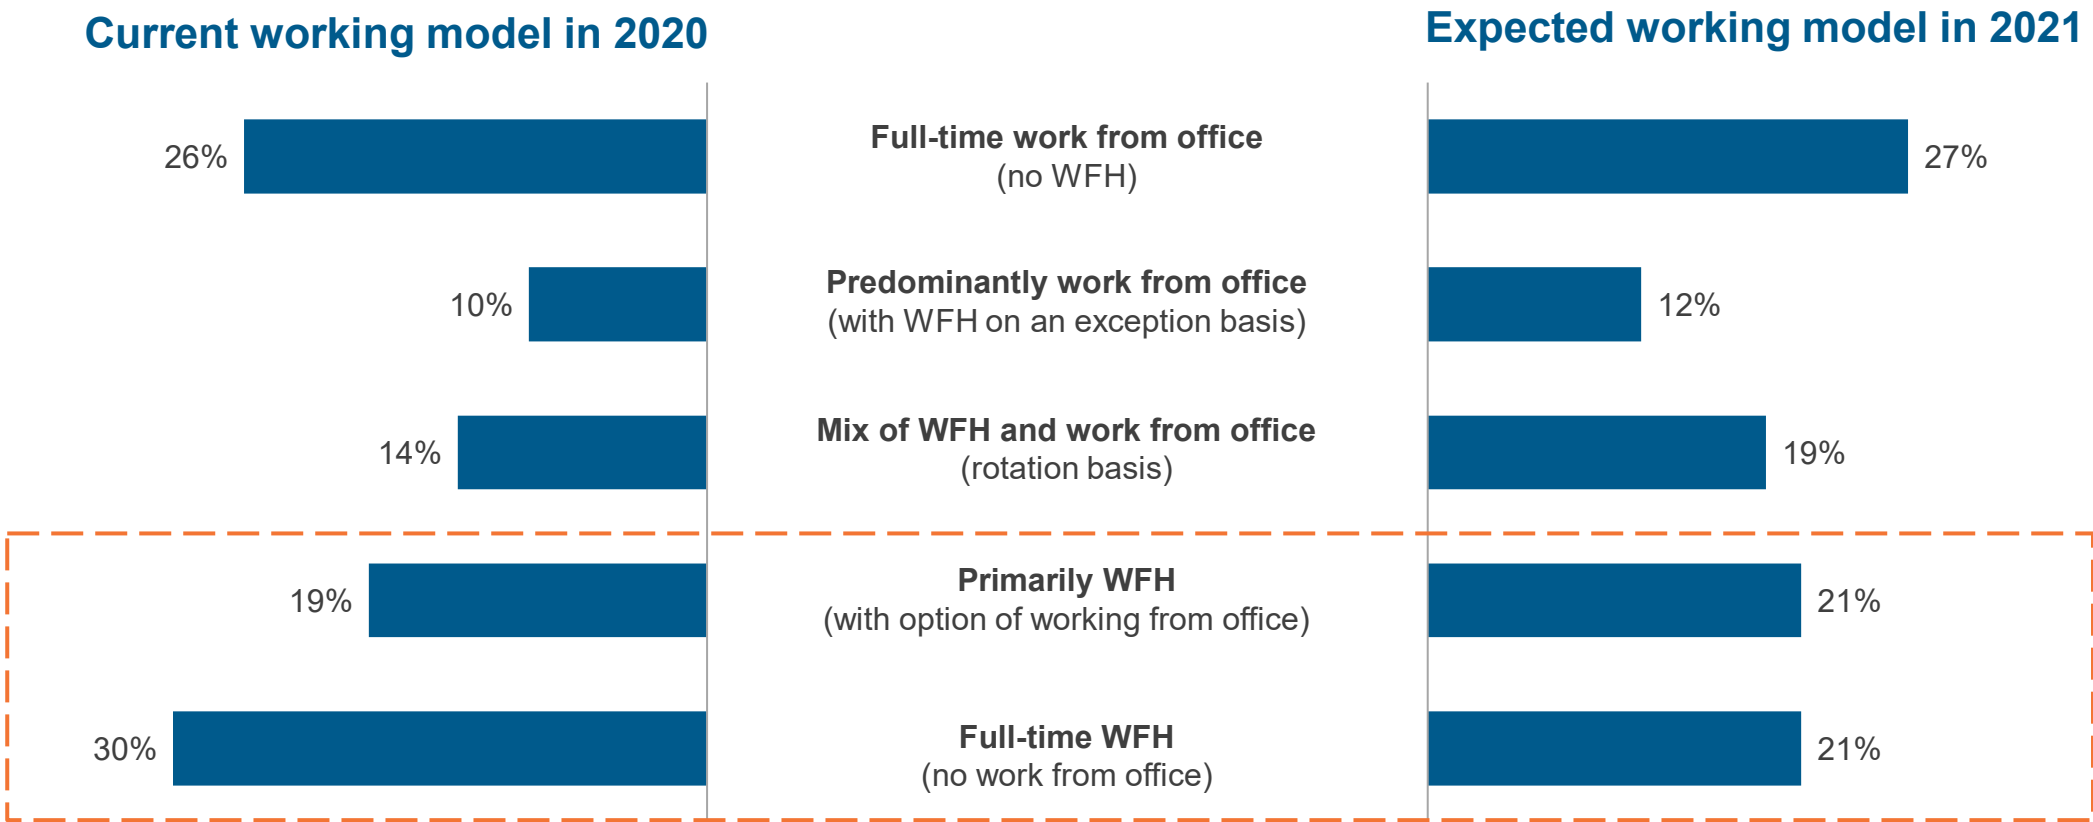 Current working model in 2020
Expected working model in 2021
26%
Full-time work from office
(no WFH)
27%
10%
Predominantly work from office
(with WFH on an exception basis)
12%
14%
Mix of WFH and work from office
(rotation basis)
19%
19%
Primarily WFH
(with option of working from office)
21%
30%
Full-time WFH
(no work from office)
21%